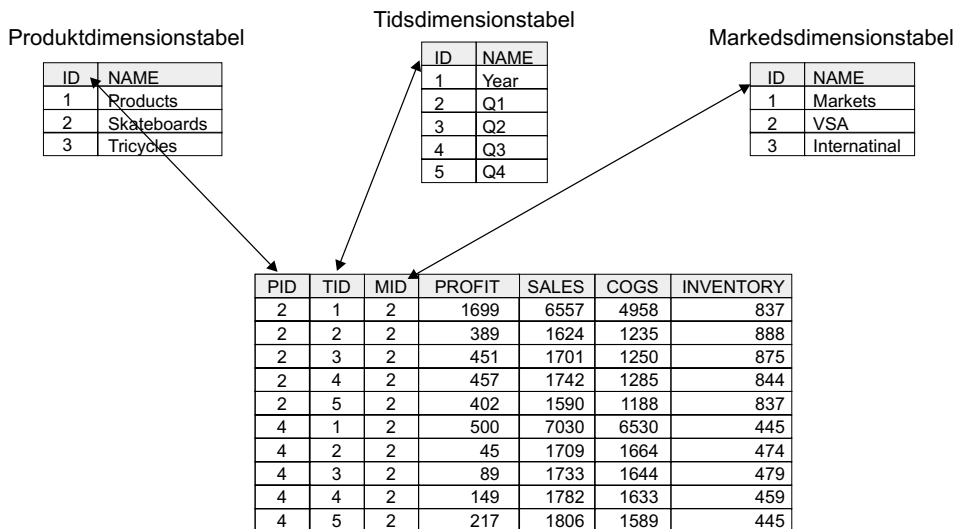 Produktdimensionstabel
ID NAME
1 Products
2 Skateboards
3 Tricycles
Tidsdimensionstabel
ID NAME
1 Year
2 Q1
3 Q2
4 Q3
5 Q4
Markedsdimensionstabel
ID NAME
1 Markets
2 VSA
3 Internatinal
PID TID MID PROFIT SALES COGS INVENTORY
2 1 2 1699 6557 4958 837
2 2 2 389 1624 1235 888
2 3 2 451 1701 1250 875
2 4 2 457 1742 1285 844
2 5 2 402 1590 1188 837
4 1 2 500 7030 6530 445
4 2 2 45 1709 1664 474
4 3 2 89 1733 1644 479
4 4 2 149 1782 1633 459
4 5 2 217 1806 1589 445